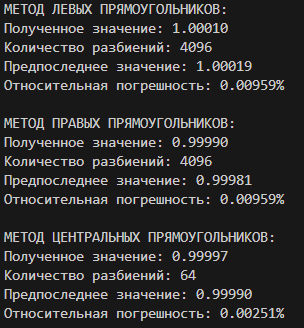 МЕТОД ЛЕВЫХ ПРЯМОУГОЛЬНИКОВ:
Полученное значение: 1.00010
Количество разбиений: 4096
Предпоследнее значение: 1.00019
Относительная погрешность: 0.00959%
МЕТОД ПРАВЫХ ПРЯМОУГОЛЬНИКОВ:
Полученное значение: 0.99990
Количество разбиений: 4096
Предпоследнее значение: 0.99981
Относительная погрешность: 0.00959%
МЕТОД ЦЕНТРАЛЬНЫХ ПРЯМОУГОЛЬНИКОВ:
Полученное значение: 0.99997
Количество разбиений: 64
Предпоследнее значение: 0.99990
Относительная погрешность: 0.00251%